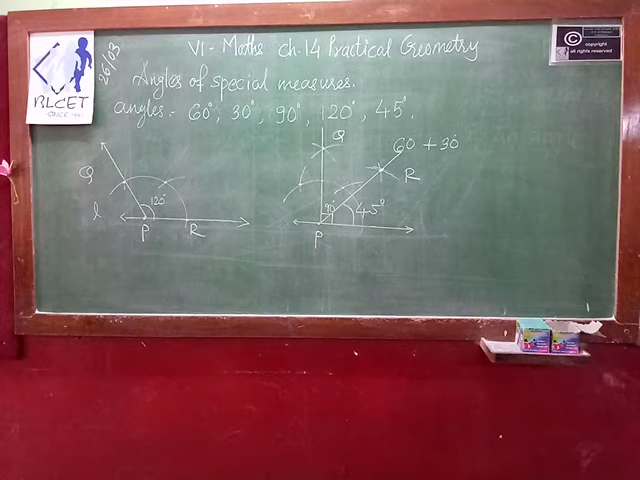 VI - Maths ch.14 Practical Geometry
26/03
BLCET
©
copyright
all rights reserved
Angles of special measures.
angles:- 60°, 30°, 90°, 120°, 45°.
Q
60 + 30°
Q
R
l
120°
90°
45°
P
R
P